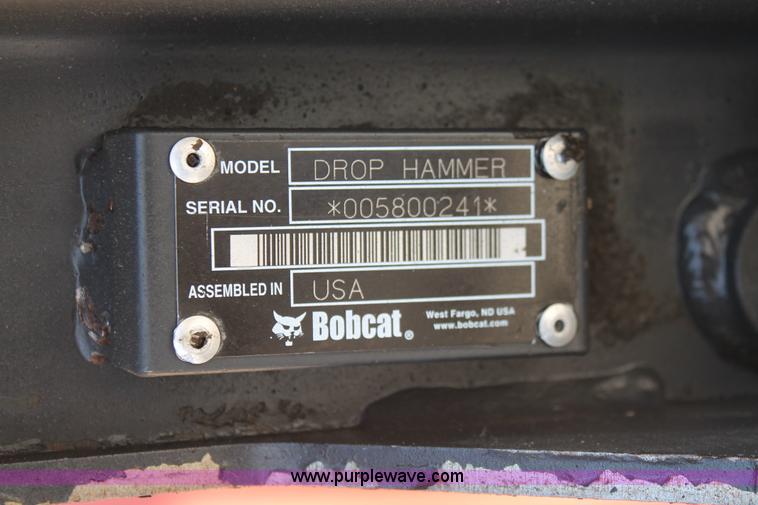 MODEL DROP HAMMER
SERIAL NO. *005800241*
ASSEMBLED IN USA
Bobcat®
West Fargo, ND USA
www.bobcat.com
www.purplewave.com